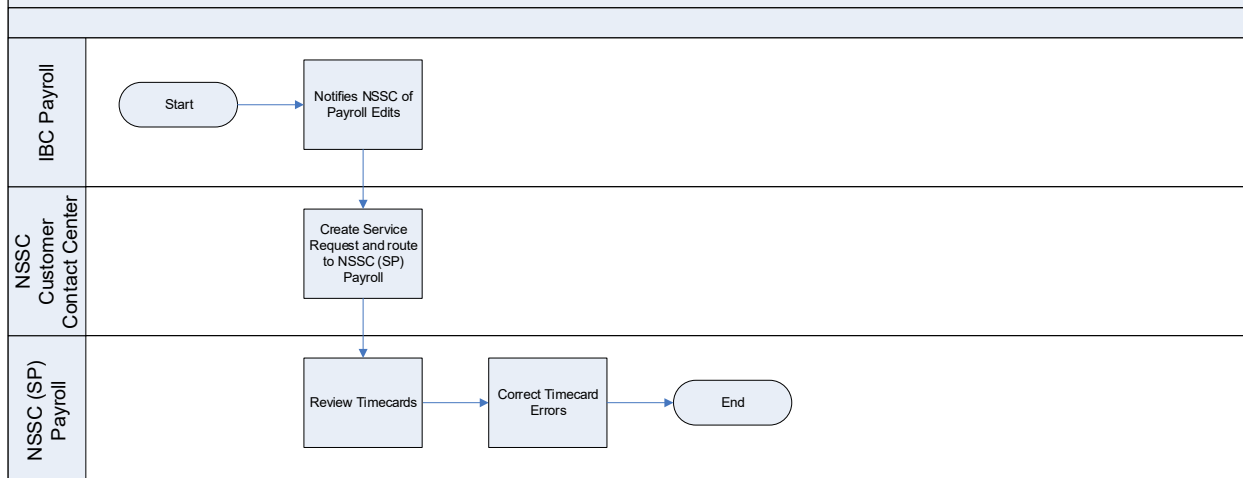 IBC Payroll
Start
Notifies NSSC of
Payroll Edits
NSSC
Customer
Contact Center
Create Service
Request and route
to NSSC (SP)
Payroll
NSSC (SP)
Payroll
Review Timecards
Correct Timecard
Errors
End